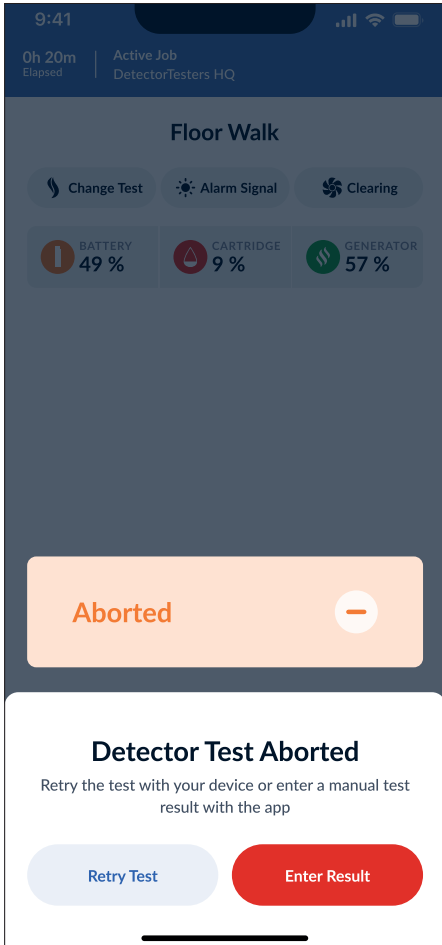 9:41
0h 20m
Elapsed
Active Job
DetectorTesters HQ
Floor Walk
Change Test
Alarm Signal
Clearing
BATTERY
49 %
CARTRIDGE
9 %
GENERATOR
57 %
Aborted
Detector Test Aborted
Retry the test with your device or enter a manual test
result with the app
Retry Test
Enter Result